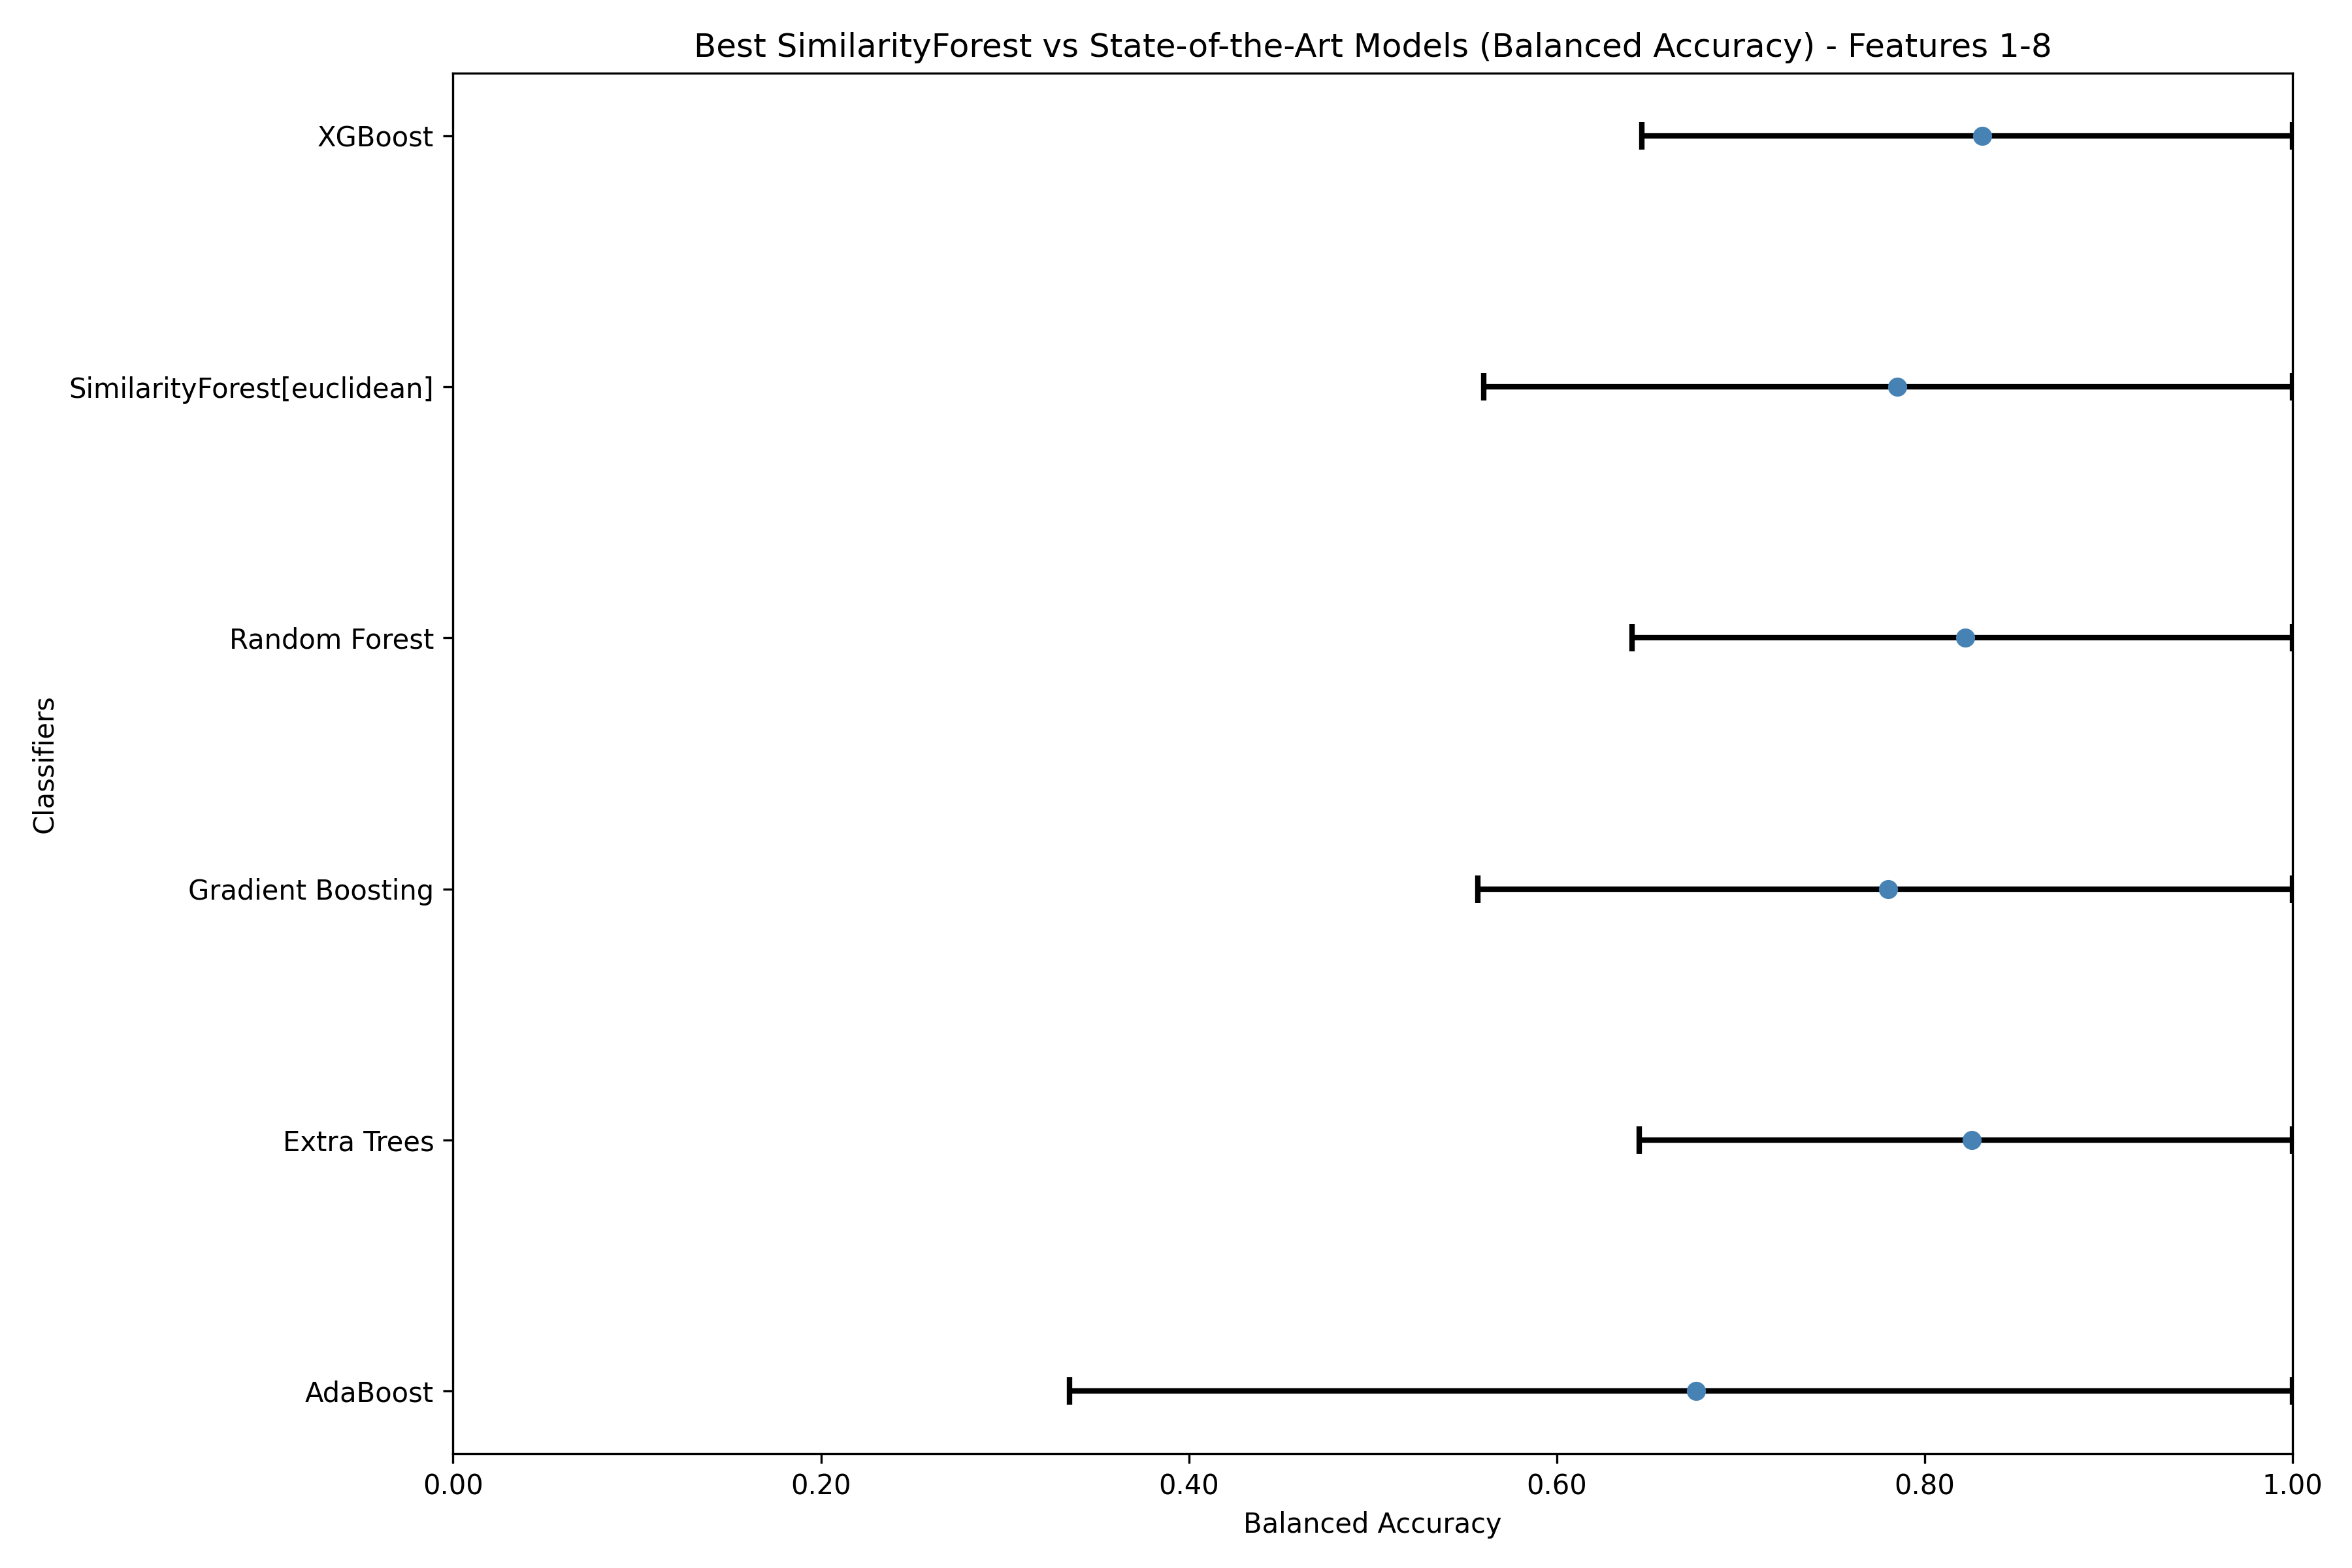 Best SimilarityForest vs State-of-the-Art Models (Balanced Accuracy) - Features 1-8
Classifiers
XGBoost
SimilarityForest[euclidean]
Random Forest
Gradient Boosting
Extra Trees
AdaBoost
0.00 0.20 0.40 0.60 0.80 1.00
Balanced Accuracy